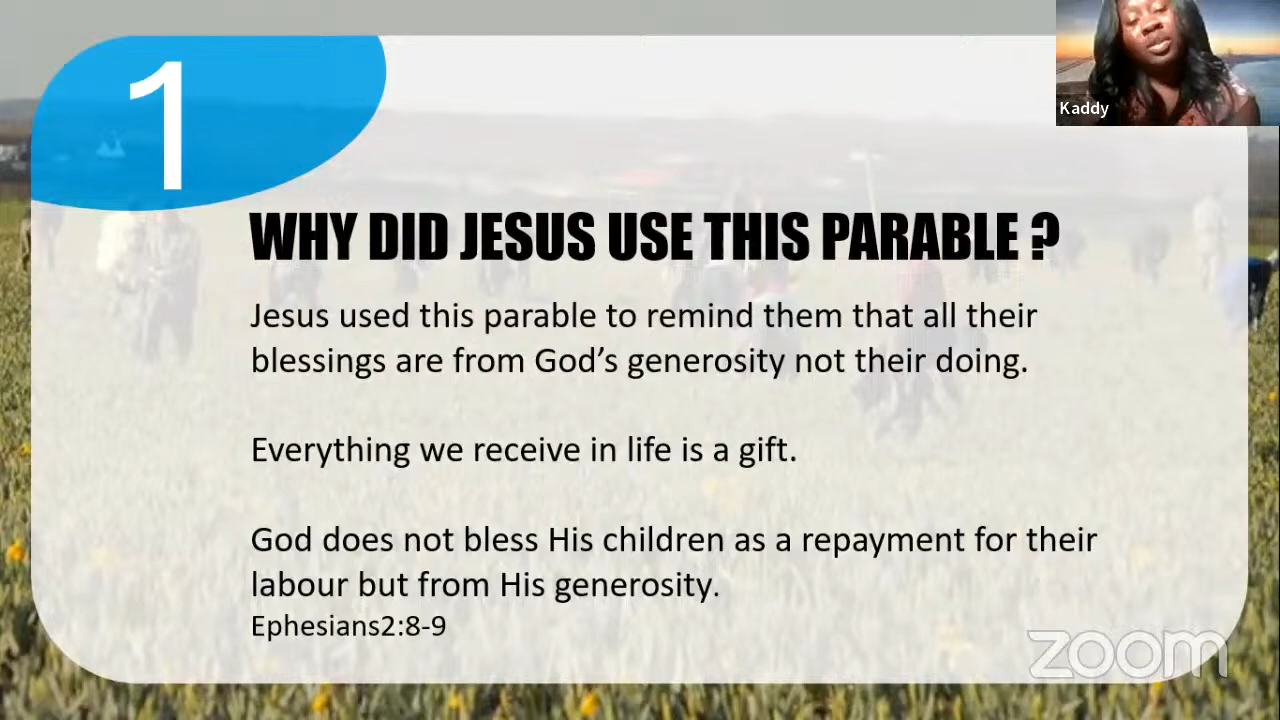 1
Kaddy
WHY DID JESUS USE THIS PARABLE ?
Jesus used this parable to remind them that all their
blessings are from God’s generosity not their doing.
Everything we receive in life is a gift.
God does not bless His children as a repayment for their
labour but from His generosity.
Ephesians2:8-9
zoom